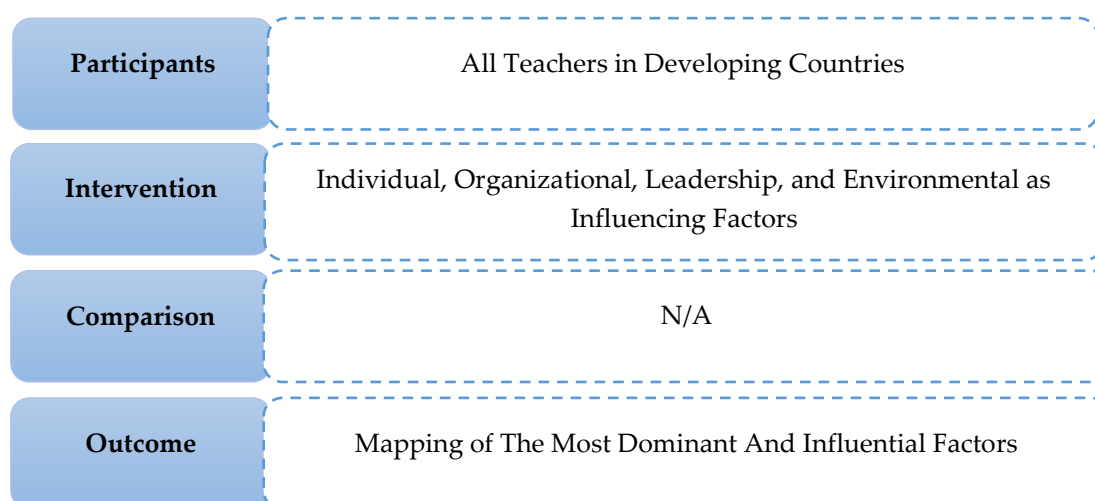 Participants
All Teachers in Developing Countries
Intervention
Individual, Organizational, Leadership, and Environmental as
Influencing Factors
Comparison
N/A
Outcome
Mapping of The Most Dominant And Influential Factors